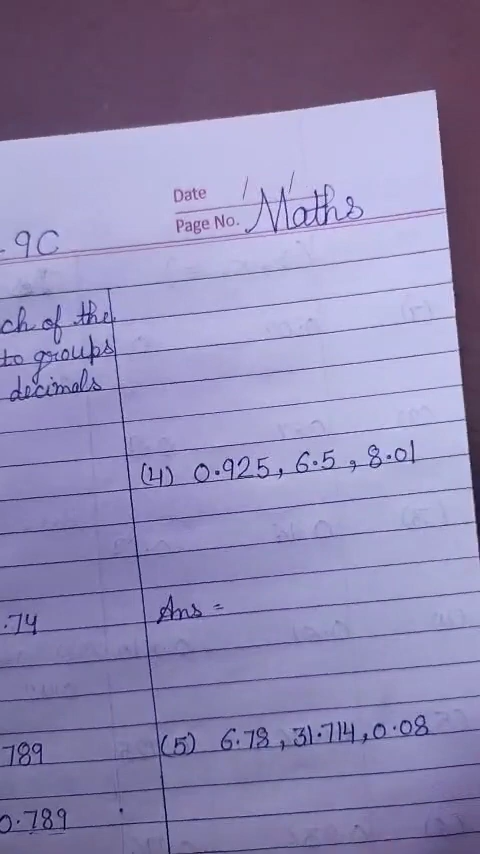 Date / /
Page No. Maths
- 9C
ch of the
to groups
decimals
(4) 0.925, 6.5, 8.01
.74
Ans =
789
(5) 6.78, 31.714, 0.08
0.789